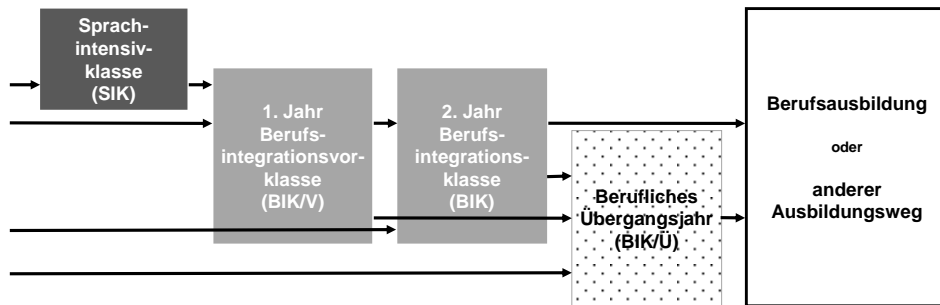 Sprach-
intensiv-
klasse
(SIK)
1. Jahr
Berufs-
integrationsvor-
klasse
(BIK/V)
2. Jahr
Berufs-
integrations-
klasse
(BIK)
Berufliches
Übergangsjahr
(BIK/Ü)
Berufsausbildung
oder
anderer
Ausbildungsweg